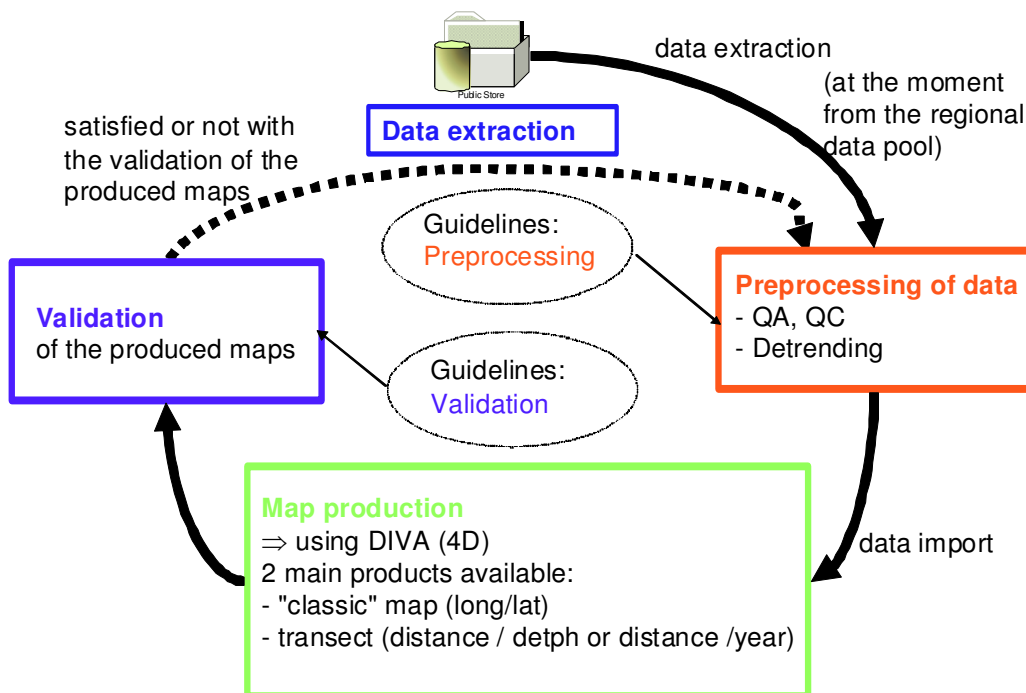 Public Store
data extraction
(at the moment
from the regional
data pool)
Data extraction
satisfied or not with
the validation of the
produced maps
Guidelines:
Preprocessing
Preprocessing of data
- QA, QC
- Detrending
Validation
of the produced maps
Guidelines:
Validation
Map production
⇒ using DIVA (4D)
2 main products available:
- "classic" map (long/lat)
- transect (distance / detph or distance /year)
data import